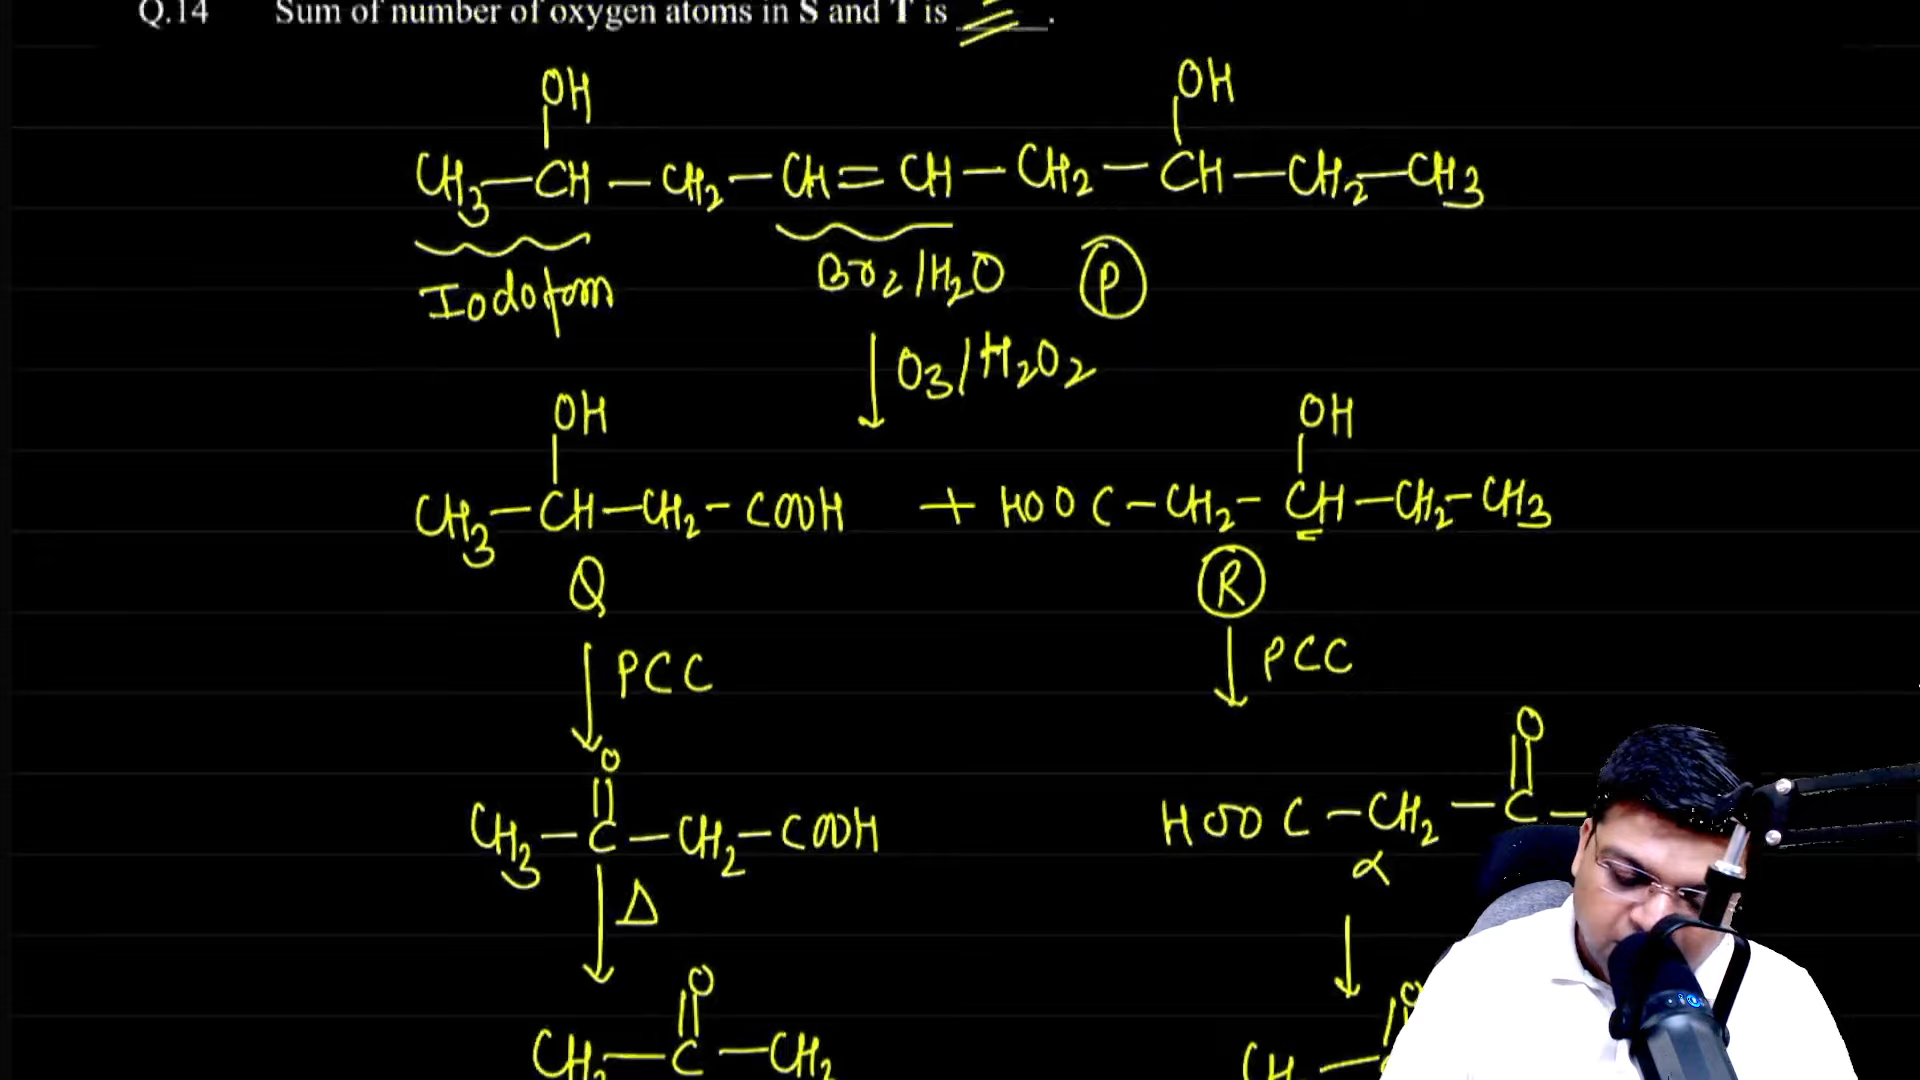 Q.14 Sum of number of oxygen atoms in S and T is ______.
OH OH
CH3—CH—CH2—CH=CH—CH2—CH—CH2—CH3
Iodoform Br2/H2O P
O3/H2O2
OH OH
CH3—CH—CH2—COOH + HOOC—CH2—CH—CH2—CH3
Q R
PCC PCC
O O
CH3—C—CH2—COOH HOOC—CH2—C—
α
Δ
O O
CH3—C—CH3 CH